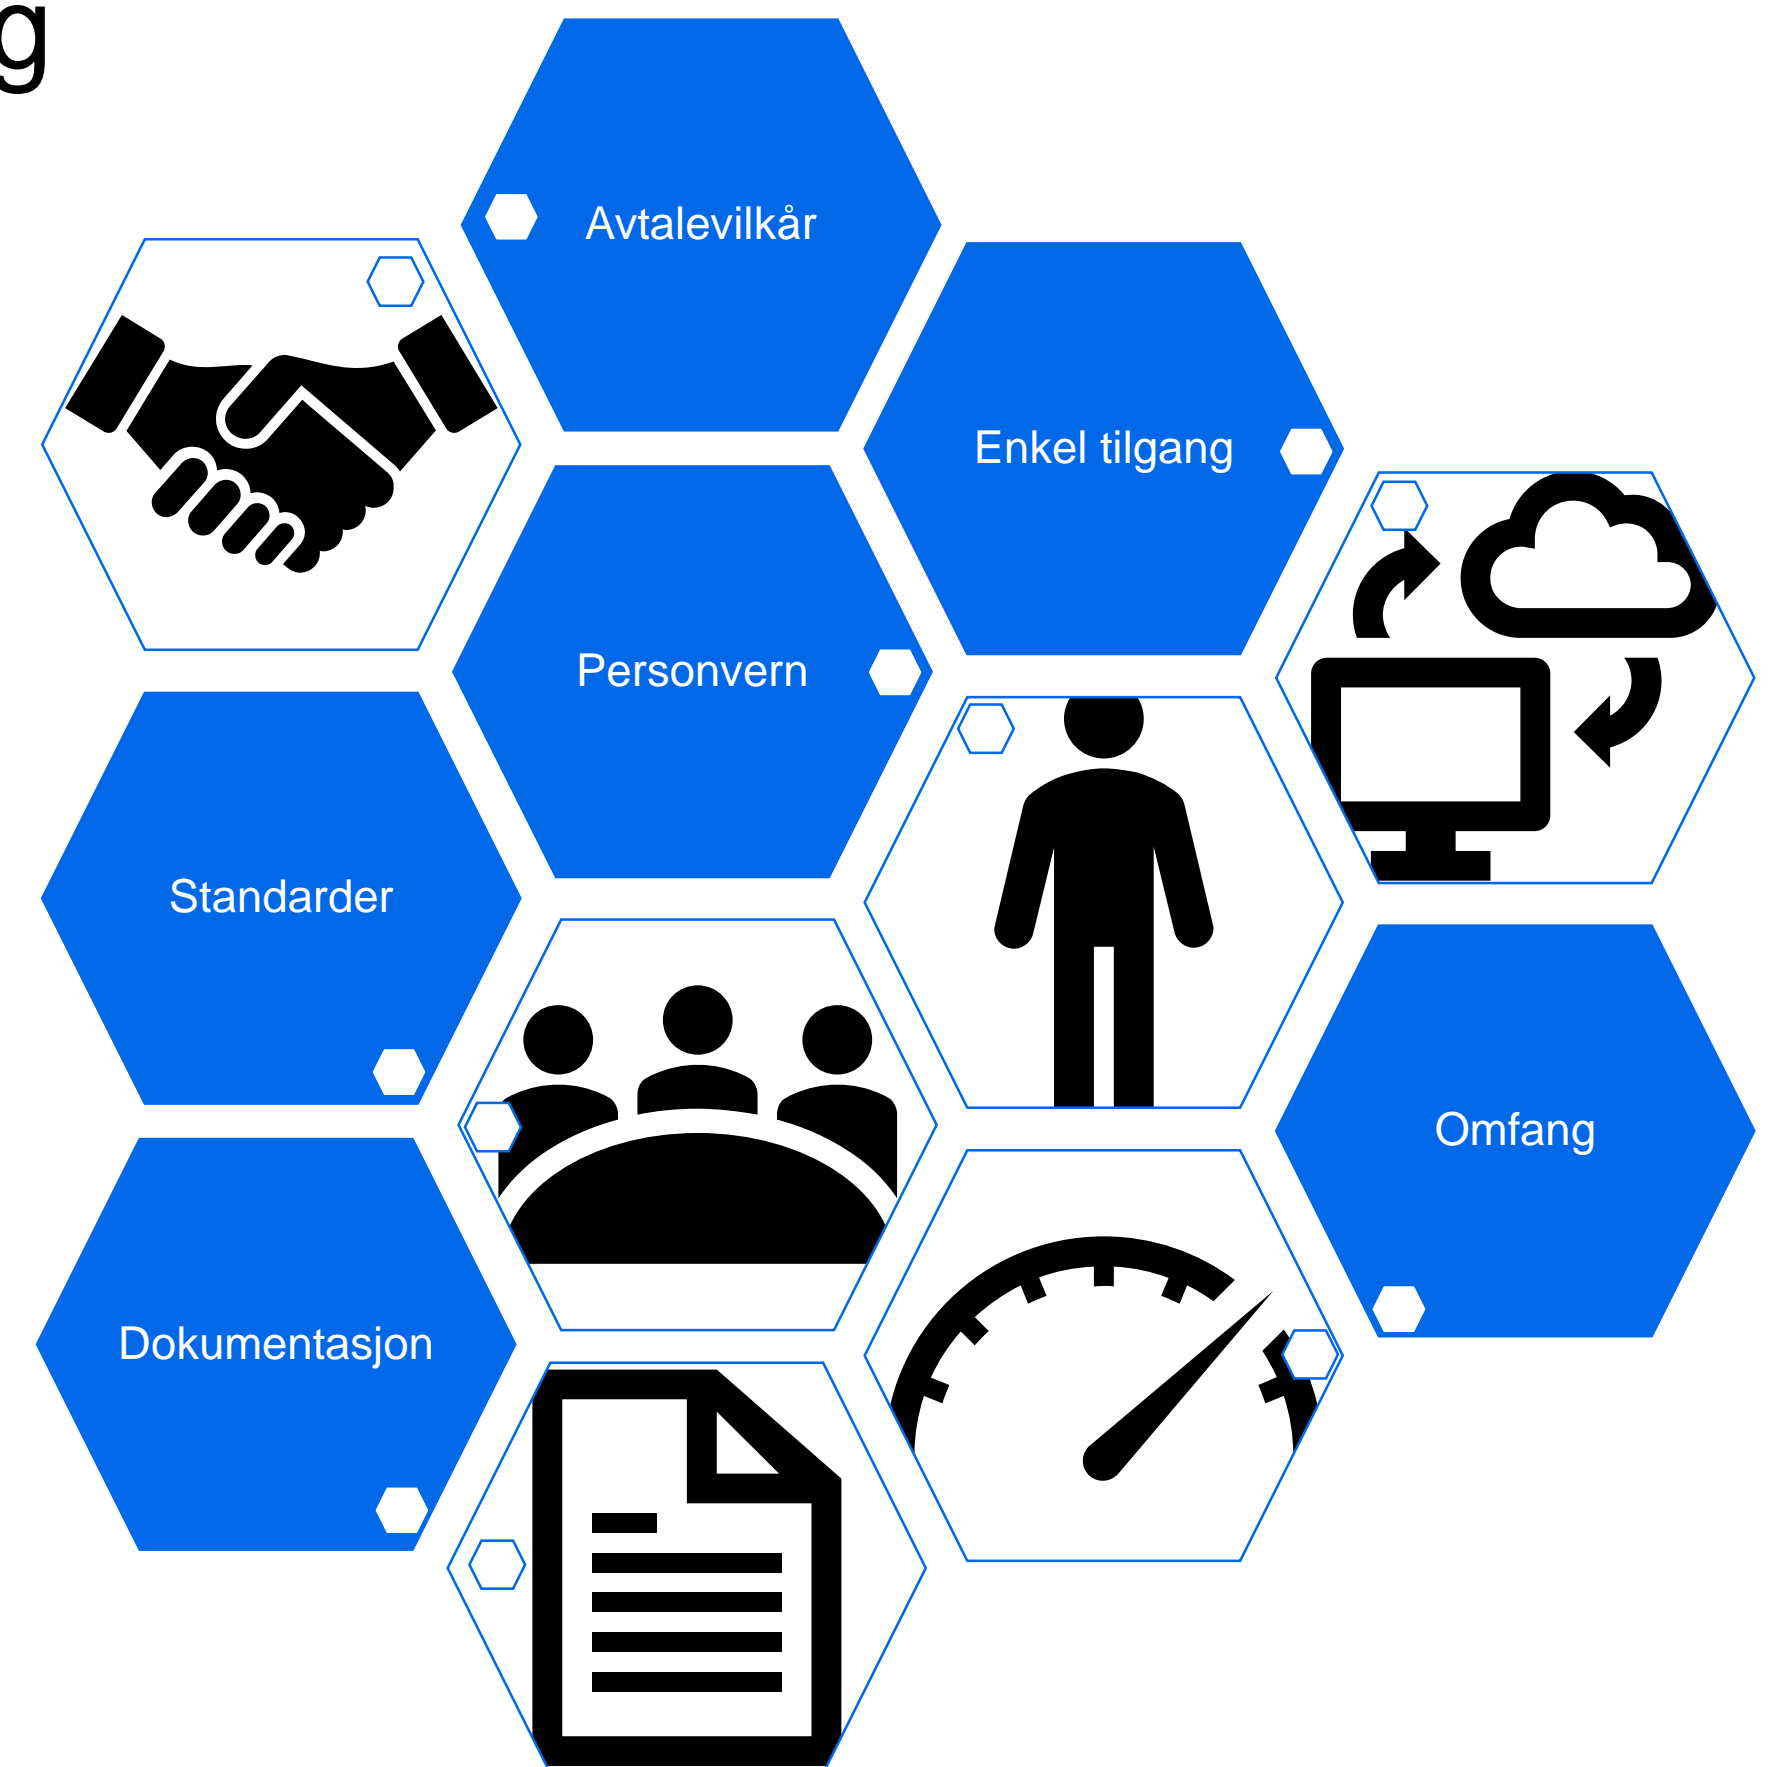 g
Avtalevilkår
Enkel tilgang
Personvern
Standarder
Omfang
Dokumentasjon